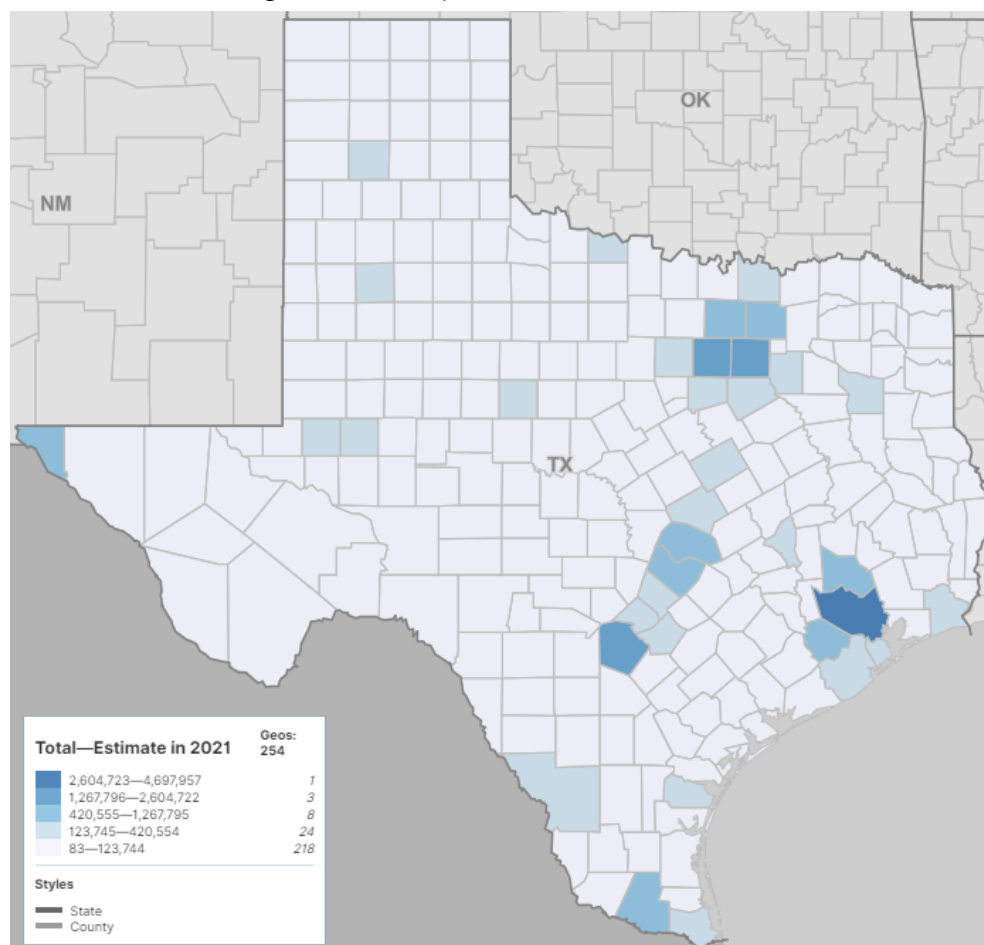 OK
NM
TX
Total—Estimate in 2021 Geos: 254
2,604,723—4,697,957 1
1,267,796—2,604,722 3
420,555—1,267,795 8
123,745—420,554 24
83—123,744 218
Styles
State
County